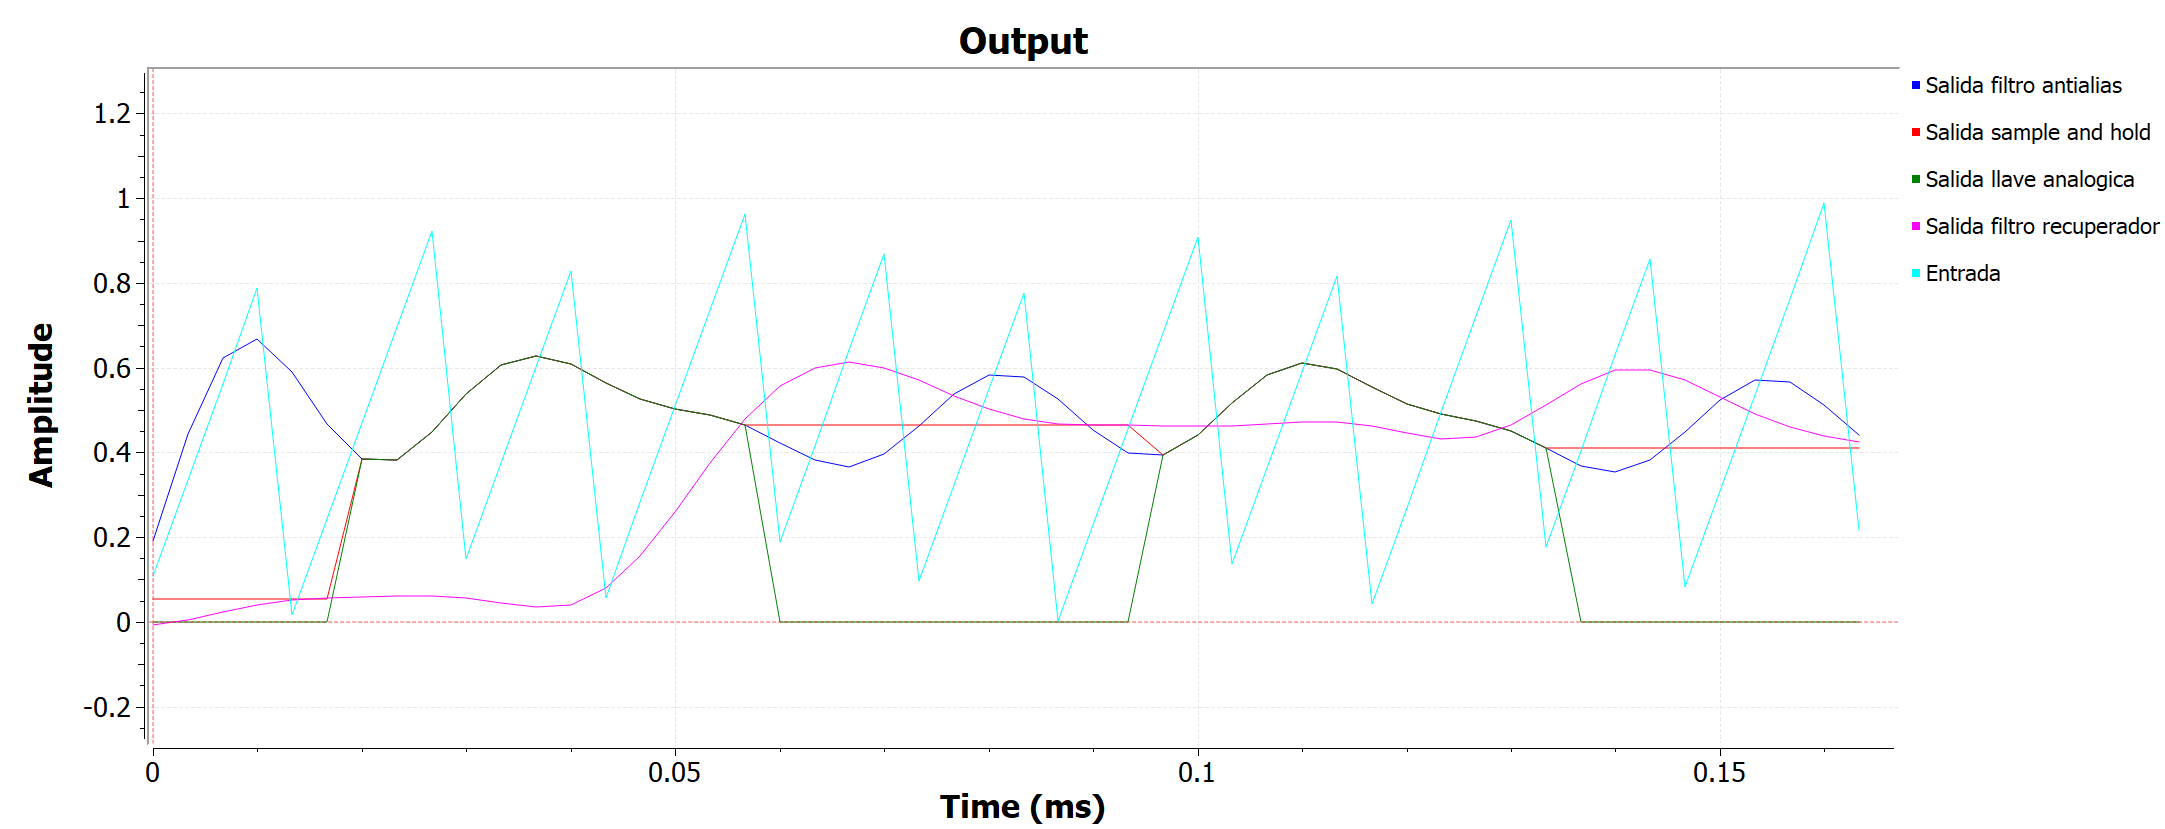 Output
Amplitude
1.2
1
0.8
0.6
0.4
0.2
0
-0.2
0
0.05
0.1
0.15
Time (ms)
Salida filtro antialias
Salida sample and hold
Salida llave analogica
Salida filtro recuperador
Entrada